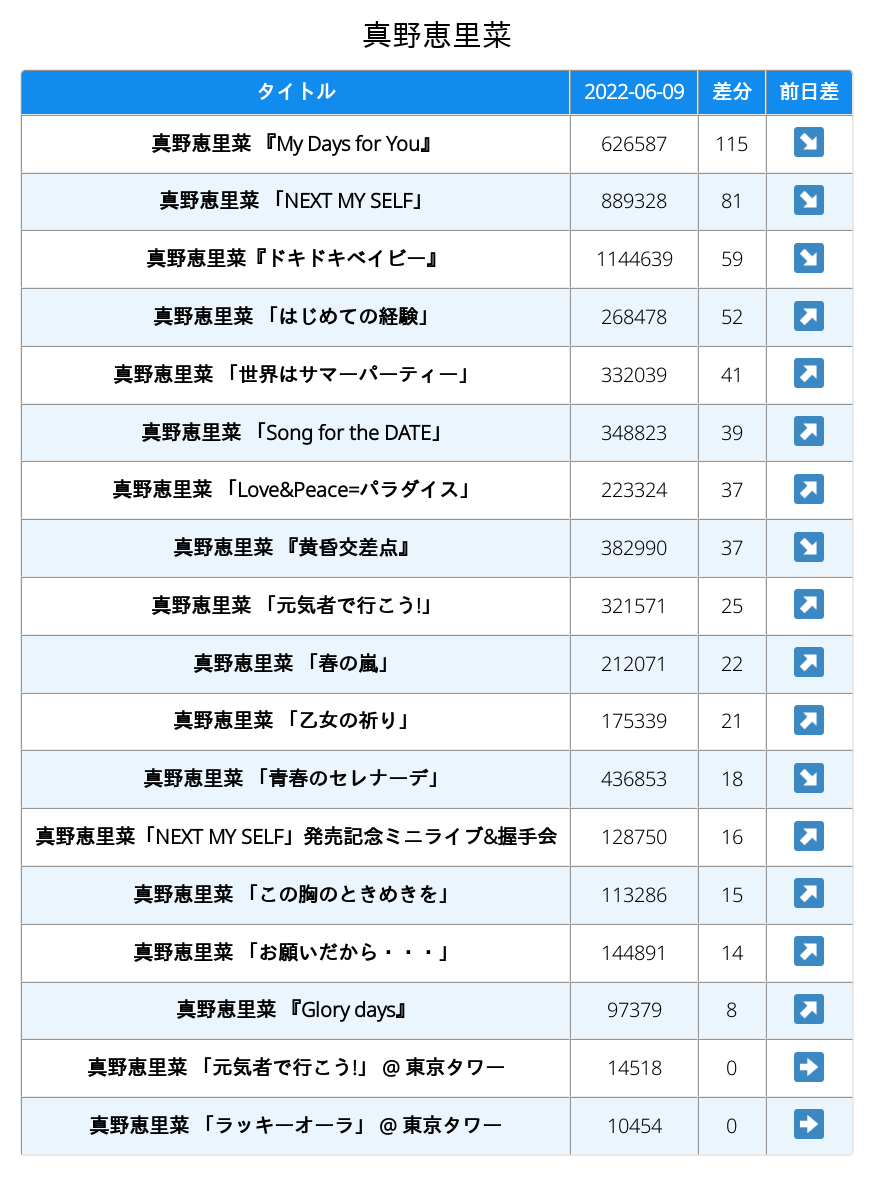 真野恵里菜
タイトル 2022-06-09 差分 前日差
真野恵里菜 『My Days for You』 626587 115 ↘
真野恵里菜 「NEXT MY SELF」 889328 81 ↘
真野恵里菜『ドキドキベイビー』 1144639 59 ↘
真野恵里菜 「はじめての経験」 268478 52 ↗
真野恵里菜 「世界はサマーパーティー」 332039 41 ↗
真野恵里菜 「Song for the DATE」 348823 39 ↗
真野恵里菜 「Love&Peace=パラダイス」 223324 37 ↗
真野恵里菜 『黄昏交差点』 382990 37 ↘
真野恵里菜 「元気者で行こう!」 321571 25 ↗
真野恵里菜 「春の嵐」 212071 22 ↗
真野恵里菜 「乙女の祈り」 175339 21 ↗
真野恵里菜 「青春のセレナーデ」 436853 18 ↘
真野恵里菜「NEXT MY SELF」発売記念ミニライブ&握手会 128750 16 ↗
真野恵里菜 「この胸のときめきを」 113286 15 ↗
真野恵里菜 「お願いだから・・・」 144891 14 ↗
真野恵里菜 『Glory days』 97379 8 ↗
真野恵里菜 「元気者で行こう!」 @ 東京タワー 14518 0 ➡
真野恵里菜 「ラッキーオーラ」 @ 東京タワー 10454 0 ➡